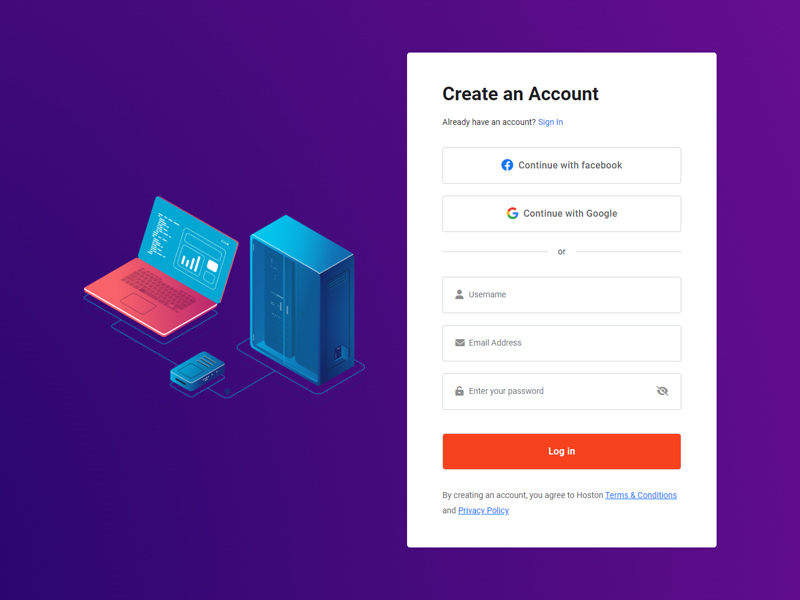 Create an Account
Already have an account? Sign In
Continue with facebook
Continue with Google
or
Username
Email Address
Enter your password
Log in
By creating an account, you agree to Hoston Terms & Conditions
and Privacy Policy